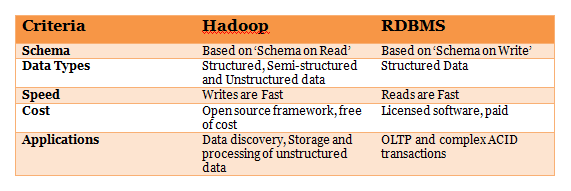 Criteria Hadoop RDBMS
Schema Based on ‘Schema on Read’ Based on ‘Schema on Write’
Data Types Structured, Semi-structured Structured Data
and Unstructured data
Speed Writes are Fast Reads are Fast
Cost Open source framework, free Licensed software, paid
of cost
Applications Data discovery, Storage and OLTP and complex ACID
processing of unstructured transactions
data